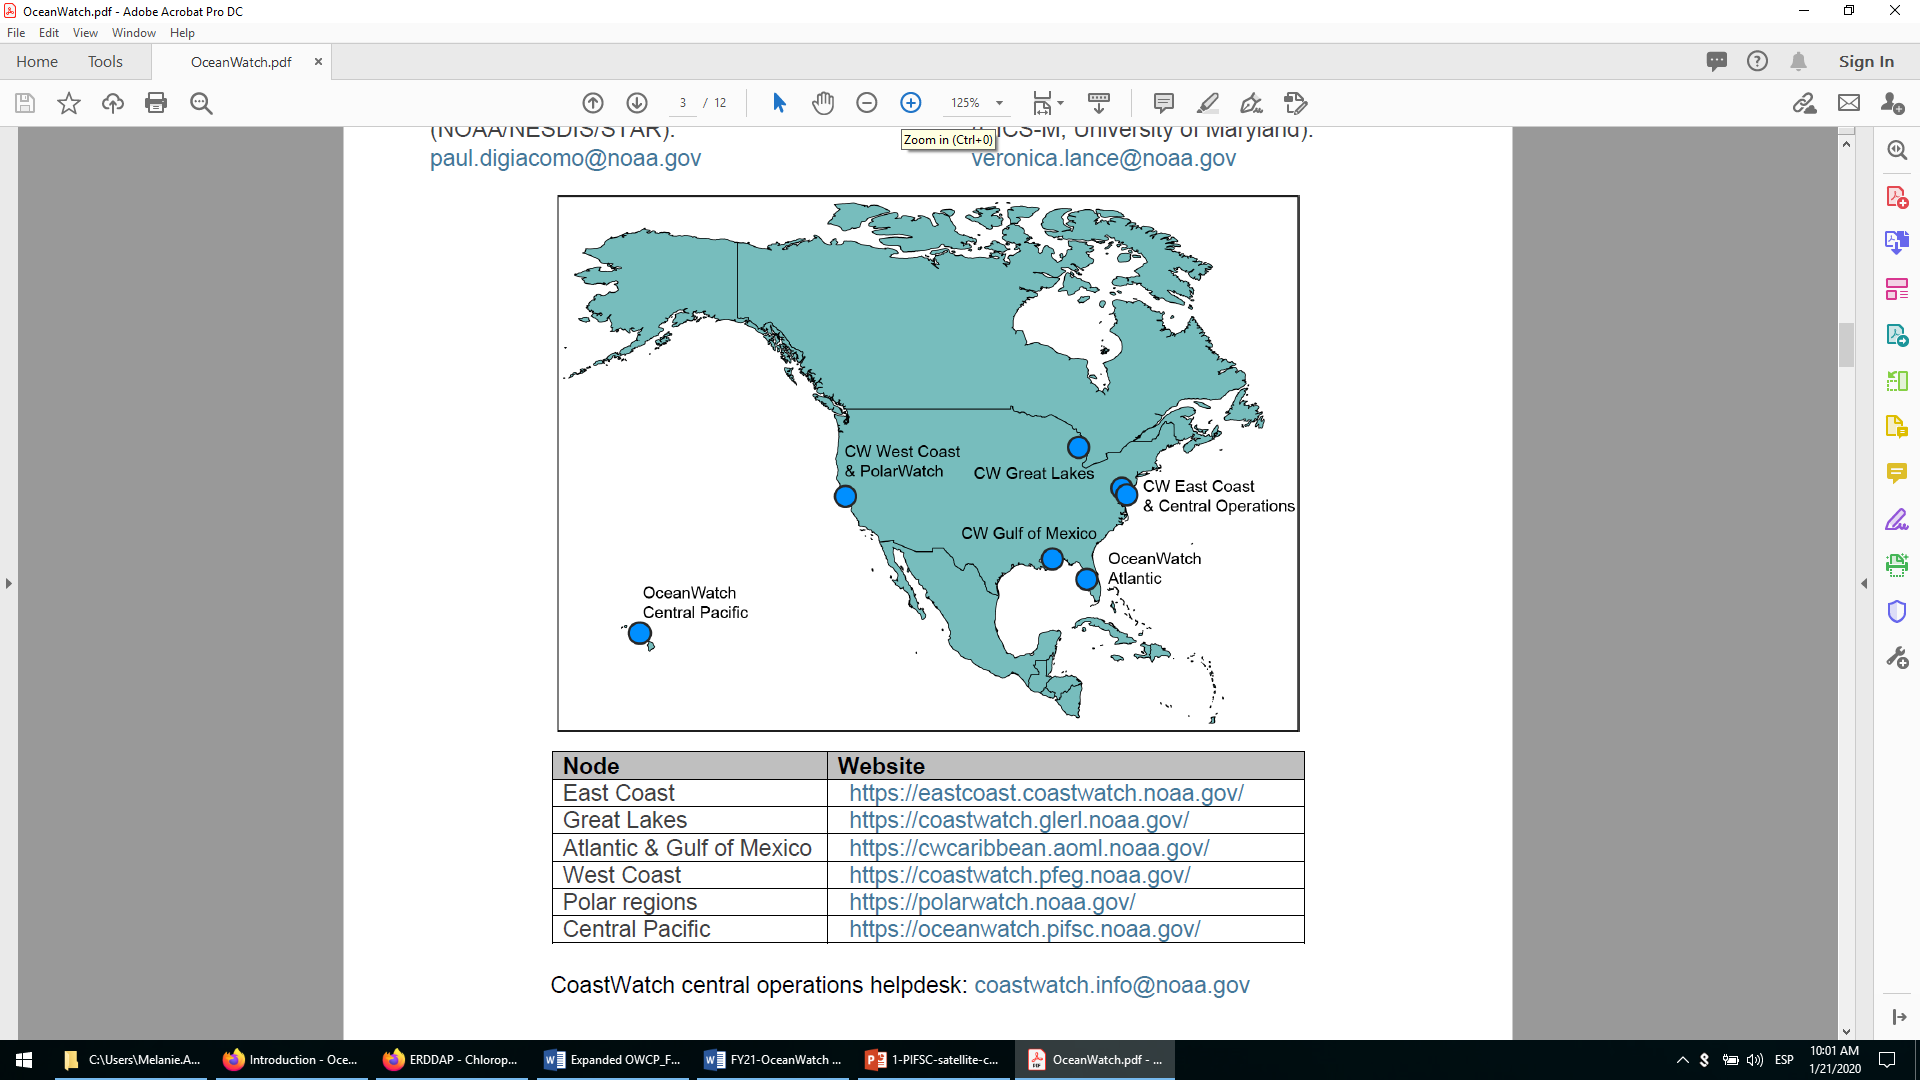 OceanWatch.pdf - Adobe Acrobat Pro DC
File Edit View Window Help
Home Tools OceanWatch.pdf × Sign In
3 / 12 125%
Zoom in (Ctrl+0)
(NOAA/NESDIS/STAR).
ICS-M, University of Maryland).
paul.digiacomo@noaa.gov
veronica.lance@noaa.gov
CW West Coast
& PolarWatch
CW Great Lakes
CW East Coast
& Central Operations
CW Gulf of Mexico
OceanWatch
Atlantic
OceanWatch
Central Pacific
Node Website
East Coast https://eastcoast.coastwatch.noaa.gov/
Great Lakes https://coastwatch.glerl.noaa.gov/
Atlantic & Gulf of Mexico https://cwcaribbean.aoml.noaa.gov/
West Coast https://coastwatch.pfeg.noaa.gov/
Polar regions https://polarwatch.noaa.gov/
Central Pacific https://oceanwatch.pifsc.noaa.gov/
CoastWatch central operations helpdesk: coastwatch.info@noaa.gov
C:\Users\Melanie.A... Introduction - Oce... ERDDAP - Chlorop... Expanded OWCP_F... FY21-OceanWatch ... 1-PIFSC-satellite-c... OceanWatch.pdf - ... ESP 10:01 AM
1/21/2020